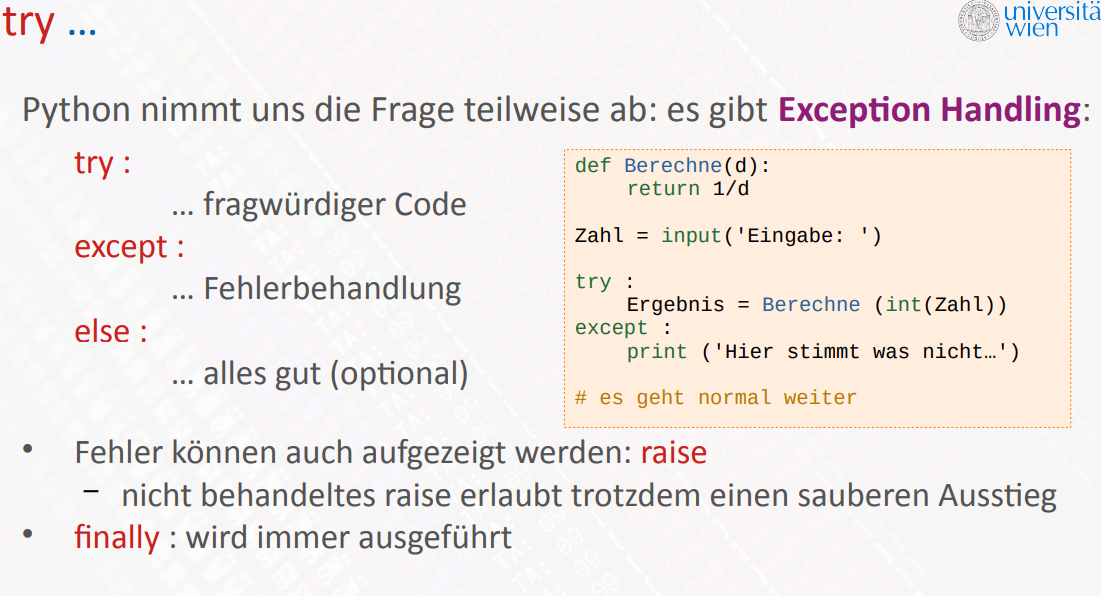 try ...
universitä
wien
Python nimmt uns die Frage teilweise ab: es gibt Exception Handling:
try :
... fragwürdiger Code
except :
... Fehlerbehandlung
else :
... alles gut (optional)
def Berechne(d):
    return 1/d
Zahl = input('Eingabe: ')
try :
    Ergebnis = Berechne (int(Zahl))
except :
    print ('Hier stimmt was nicht…')
# es geht normal weiter
• Fehler können auch aufgezeigt werden: raise
– nicht behandeltes raise erlaubt trotzdem einen sauberen Ausstieg
• finally : wird immer ausgeführt